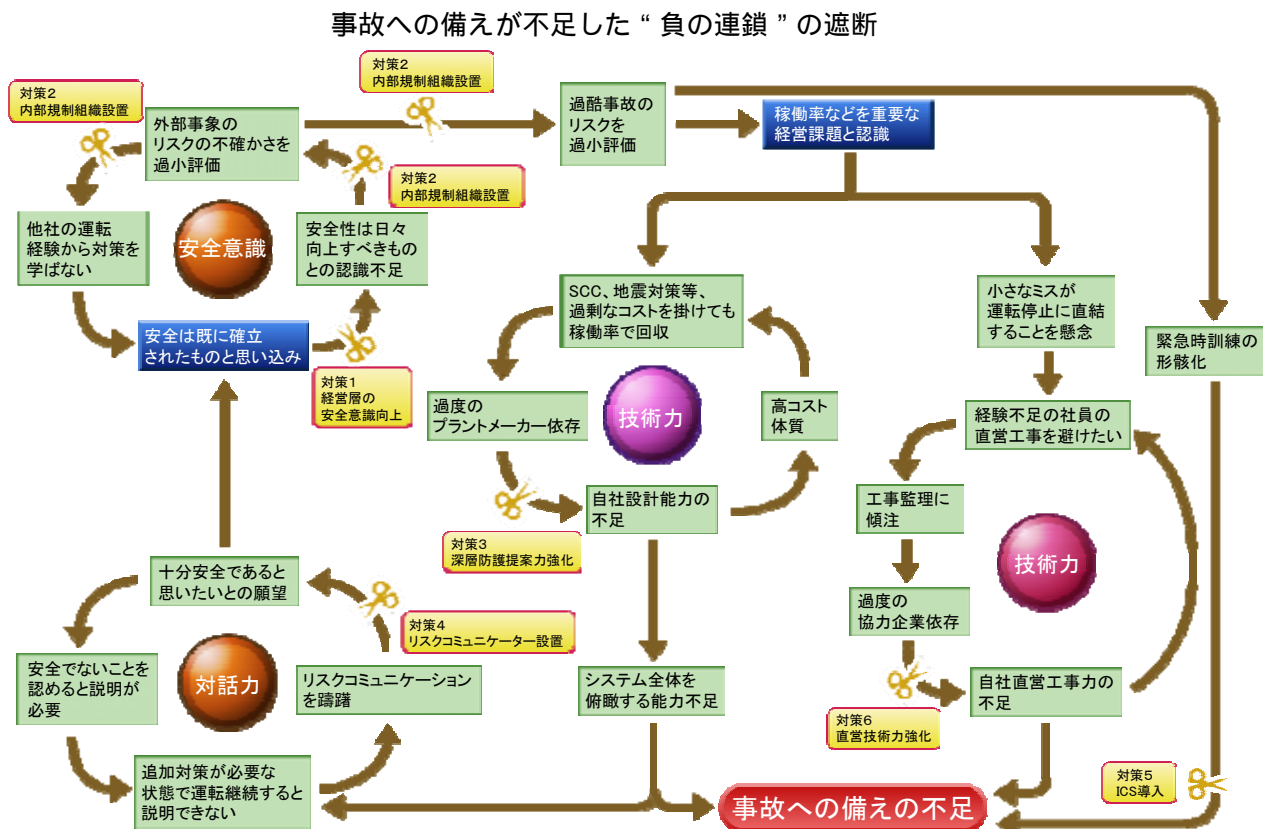 事故への備えが不足した“負の連鎖”の遮断
対策2
内部規制組織設置
対策2
内部規制組織設置
外部事象の
リスクの不確かさを
過小評価
過酷事故の
リスクを
過小評価
稼働率などを重要な
経営課題と認識
対策2
内部規制組織設置
他社の運転
経験から対策を
学ばない
安全意識
安全性は日々
向上すべきもの
との認識不足
安全は既に確立
されたものと思い込み
対策1
経営層の
安全意識向上
SCC、地震対策等、
過剰なコストを掛けても
稼働率で回収
小さなミスが
運転停止に直結
することを懸念
緊急時訓練の
形骸化
過度の
プラントメーカー依存
技術力
高コスト
体質
経験不足の社員の
直営工事を避けたい
自社設計能力の
不足
対策3
深層防護提案力強化
工事監理に
傾注
技術力
過度の
協力企業依存
十分安全であると
思いたいとの願望
対策4
リスクコミュニケーター設置
安全でないことを
認めると説明が
必要
対話力
リスクコミュニケーション
を躊躇
システム全体を
俯瞰する能力不足
自社直営工事力の
不足
対策6
直営技術力強化
追加対策が必要な
状態で運転継続すると
説明できない
事故への備えの不足
対策5
ICS導入